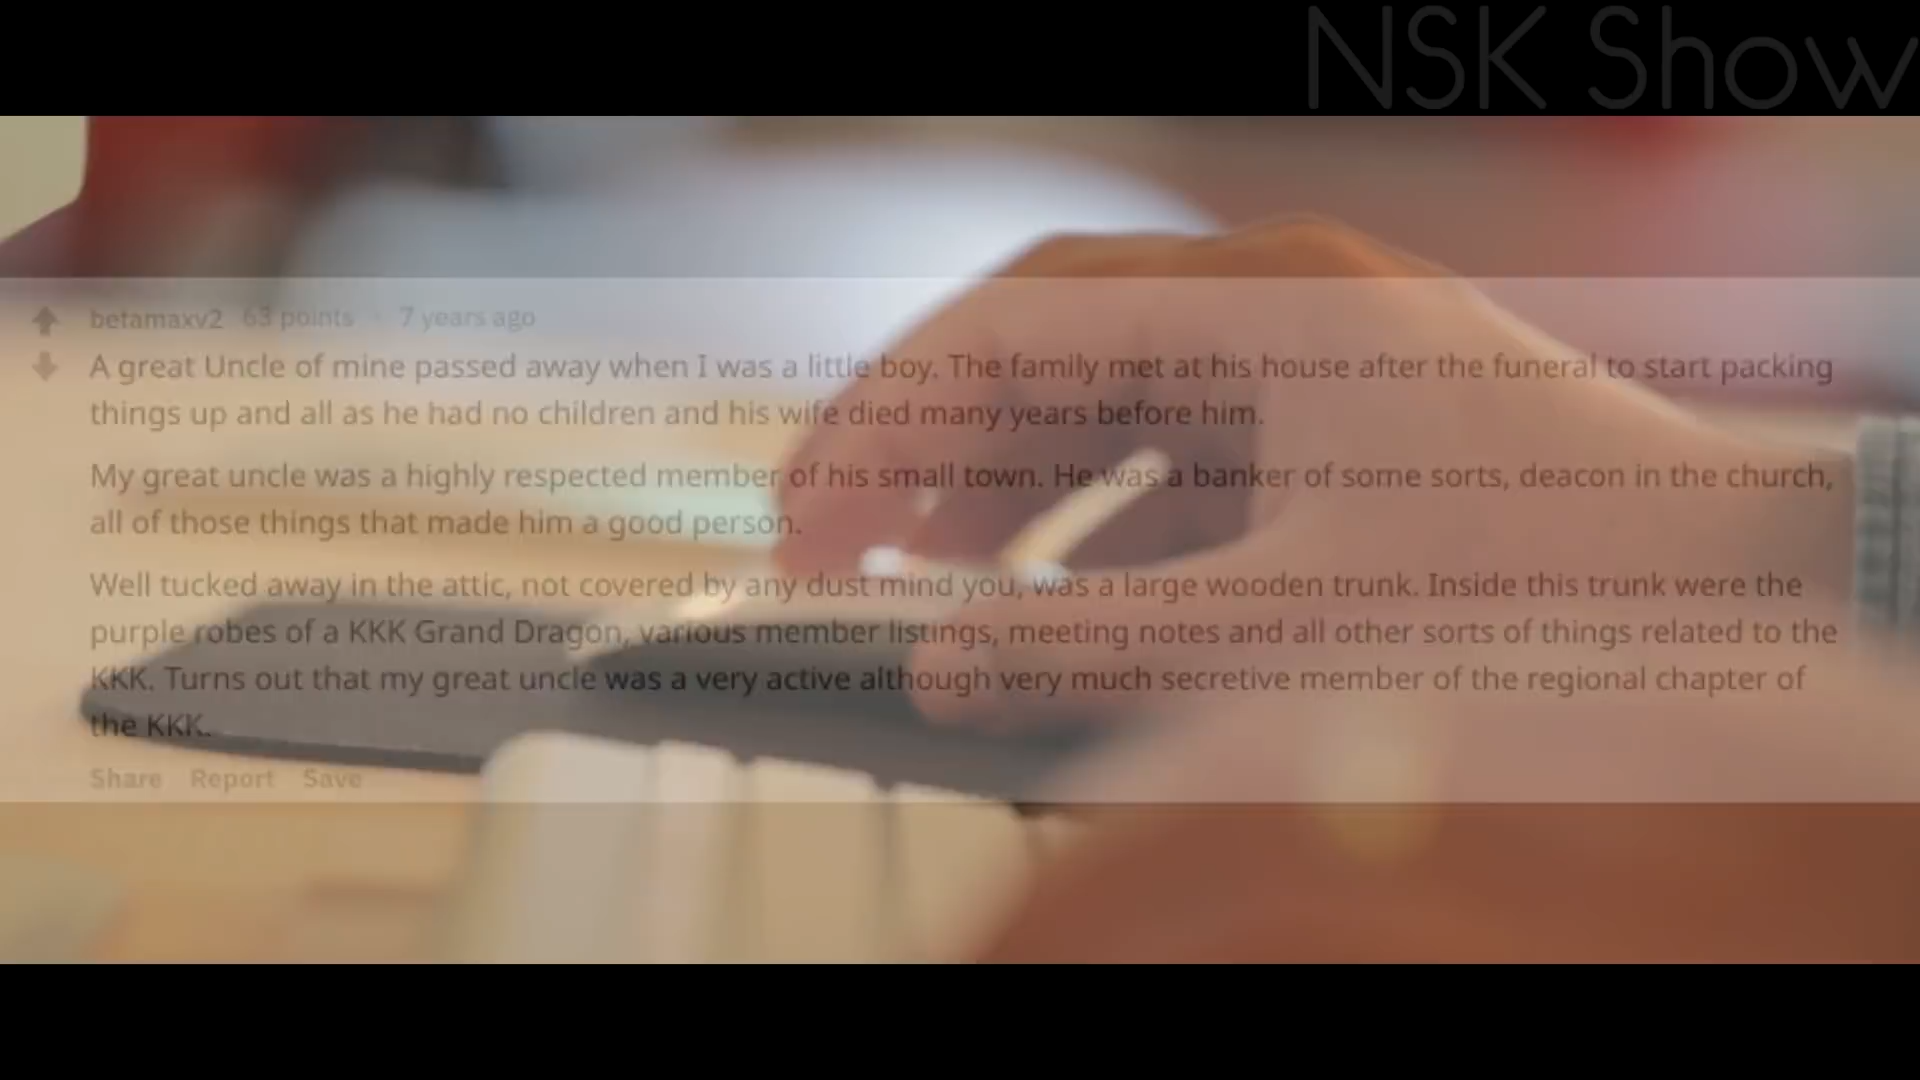 NSK Show
betamaxv2 63 points · 7 years ago
A great Uncle of mine passed away when I was a little boy. The family met at his house after the funeral to start packing
things up and all as he had no children and his wife died many years before him.
My great uncle was a highly respected member of his small town. He was a banker of some sorts, deacon in the church,
all of those things that made him a good person.
Well tucked away in the attic, not covered by any dust mind you, was a large wooden trunk. Inside this trunk were the
purple robes of a KKK Grand Dragon, various member listings, meeting notes and all other sorts of things related to the
KKK. Turns out that my great uncle was a very active although very much secretive member of the regional chapter of
the KKK.
Share Report Save